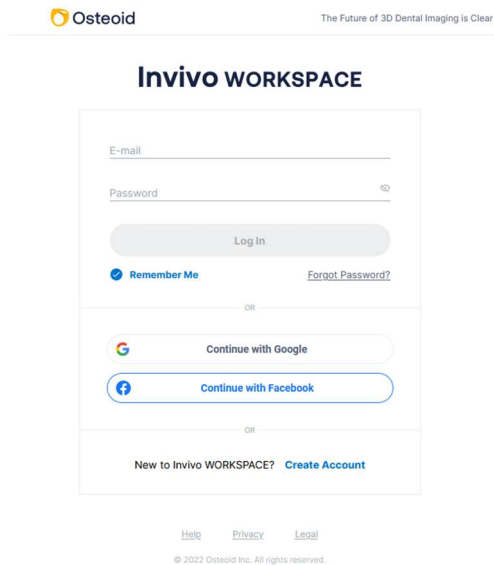 Osteoid
The Future of 3D Dental Imaging is Clear
Invivo WORKSPACE
E-mail
Password
Log In
Remember Me
Forgot Password?
OR
Continue with Google
Continue with Facebook
OR
New to Invivo WORKSPACE? Create Account
Help Privacy Legal
© 2022 Osteoid Inc. All rights reserved.